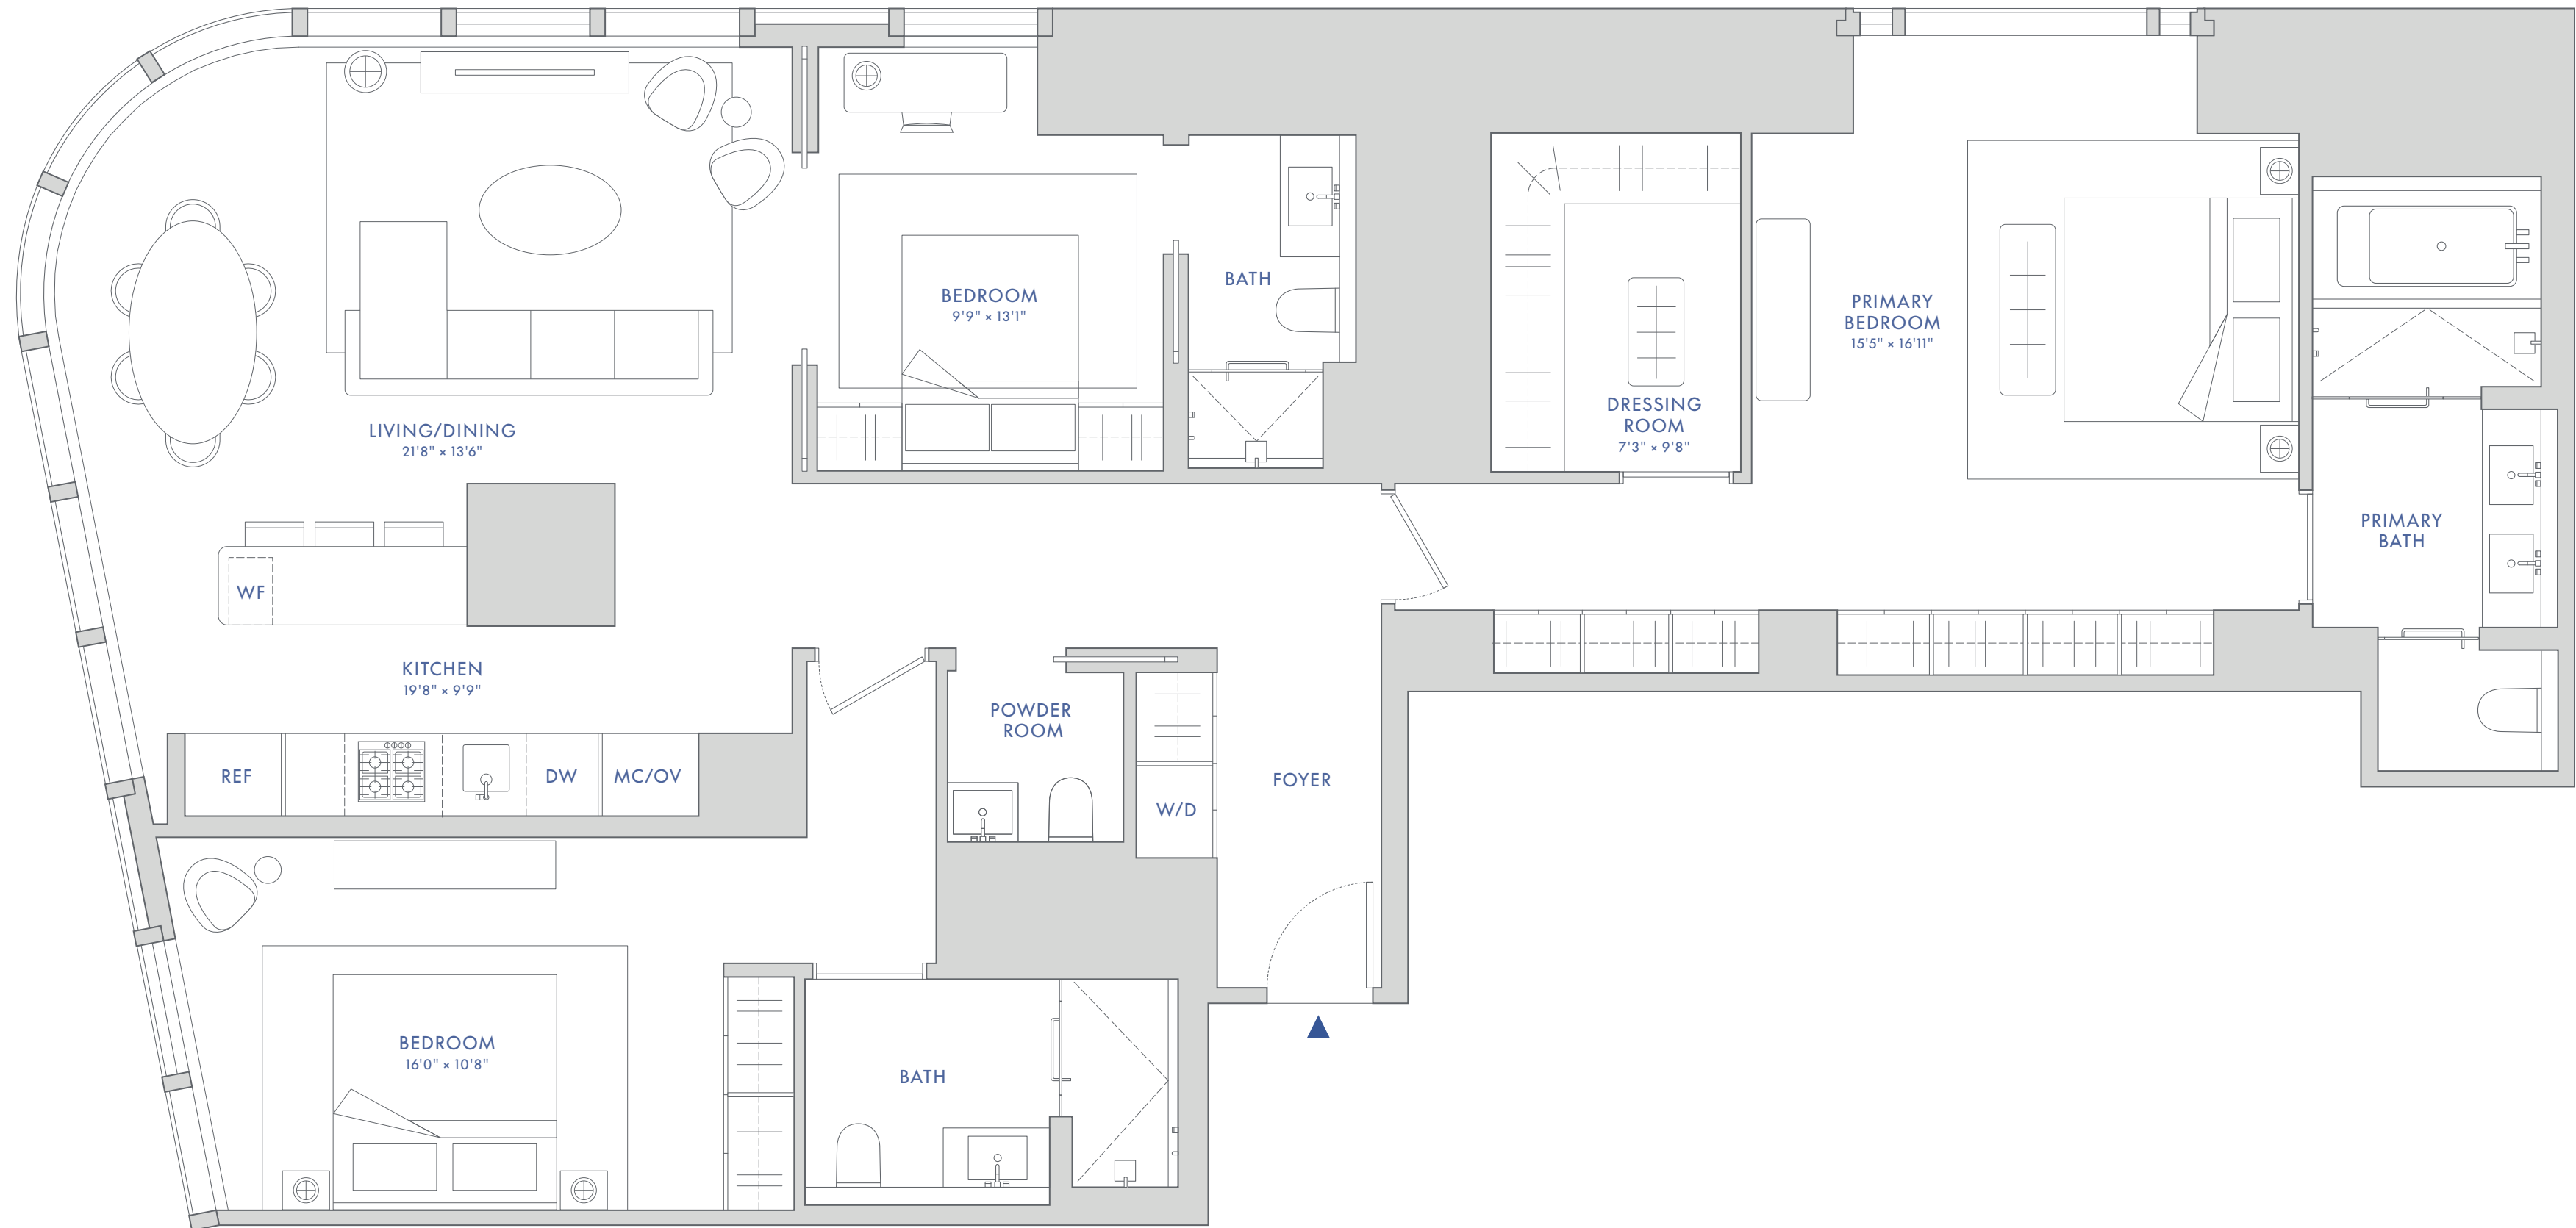 BEDROOM
9'9" × 13'1"
BATH
PRIMARY
BEDROOM
15'5" × 16'11"
DRESSING
ROOM
7'3" × 9'8"
LIVING/DINING
21'8" × 13'6"
PRIMARY
BATH
WF
KITCHEN
19'8" × 9'9"
POWDER
ROOM
REF
DW
MC/OV
FOYER
W/D
BEDROOM
16'0" × 10'8"
BATH